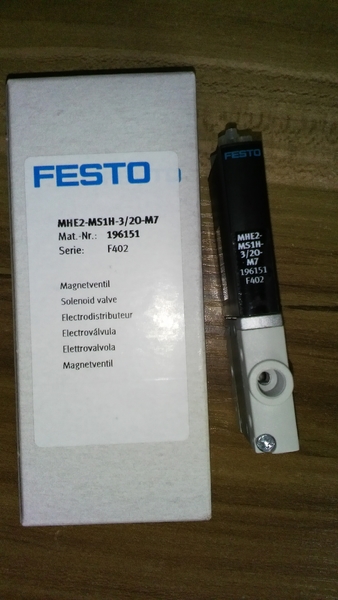 FESTO
MHE2-MS1H-3/2O-M7
Mat.-Nr.: 196151
Serie: F402
Magnetventil
Solenoid valve
Electrodistributeur
Electroválvula
Elettrovalvola
Magnetventil
FESTO
MHE2-
MS1H-
3/2O-
M7
196151
F402